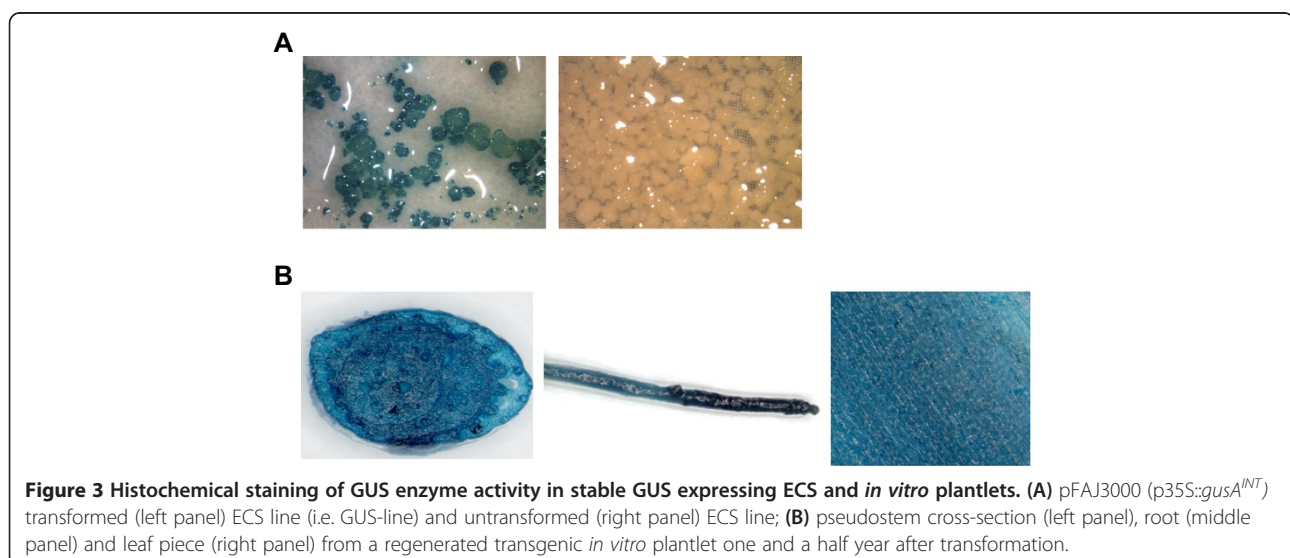 A
B
Figure 3 Histochemical staining of GUS enzyme activity in stable GUS expressing ECS and in vitro plantlets. (A) pFAJ3000 (p35S::gusA^INT)
transformed (left panel) ECS line (i.e. GUS-line) and untransformed (right panel) ECS line; (B) pseudostem cross-section (left panel), root (middle
panel) and leaf piece (right panel) from a regenerated transgenic in vitro plantlet one and a half year after transformation.